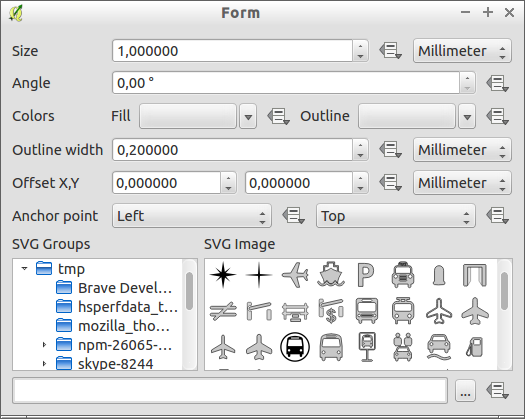 Form
Size 1,000000 Millimeter
Angle 0,00 °
Colors Fill Outline
Outline width 0,200000 Millimeter
Offset X,Y 0,000000 0,000000 Millimeter
Anchor point Left Top
SVG Groups SVG Image
tmp
Brave Devel...
hsperfdata_t...
mozilla_tho...
npm-26065-...
skype-8244
...